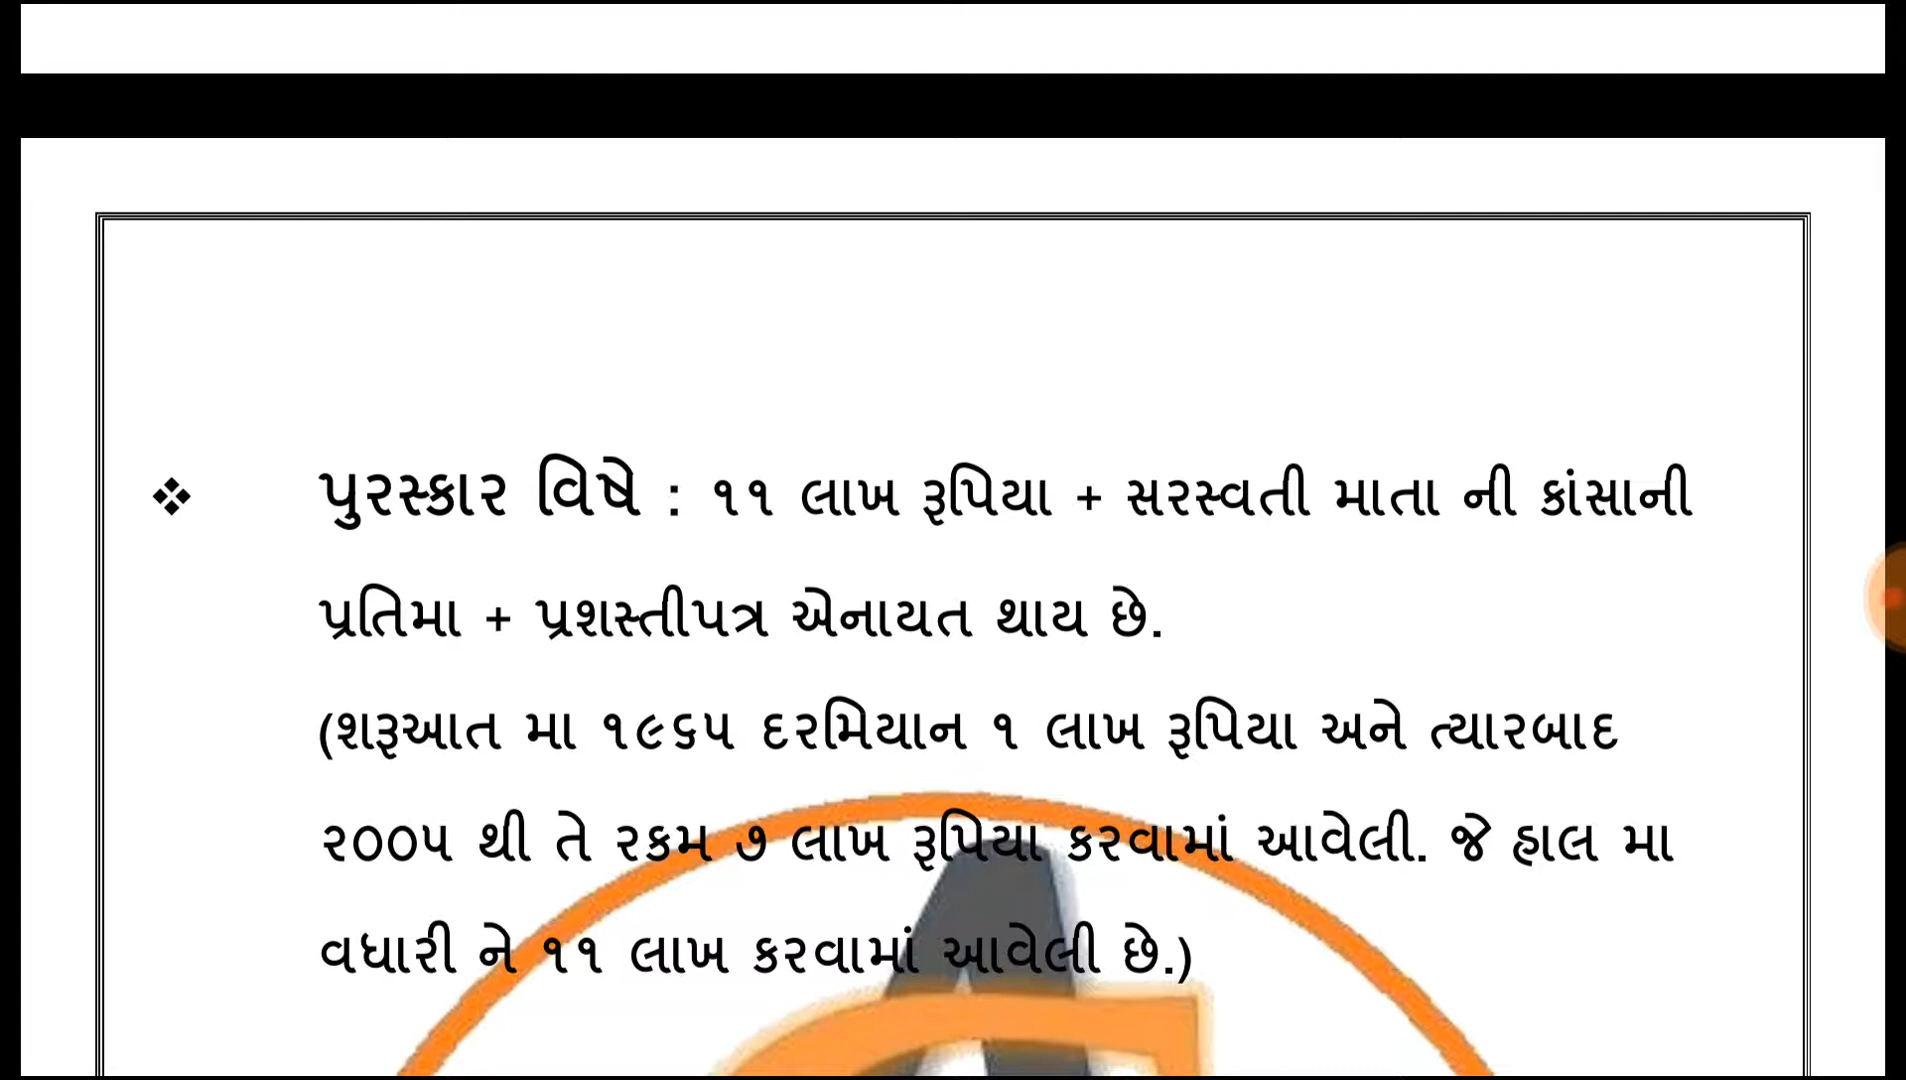 ❖ પુરસ્કાર વિષે : ૧૧ લાખ રૂપિયા + સરસ્વતી માતા ની કાંસાની
પ્રતિમા + પ્રશસ્તીપત્ર એનાયત થાય છે.
(શરૂઆત મા ૧૯૬૫ દરમિયાન ૧ લાખ રૂપિયા અને ત્યારબાદ
૨૦૦૫ થી તે રકમ ૭ લાખ રૂપિયા કરવામાં આવેલી. જે હાલ મા
વધારી ને ૧૧ લાખ કરવામાં આવેલી છે.)